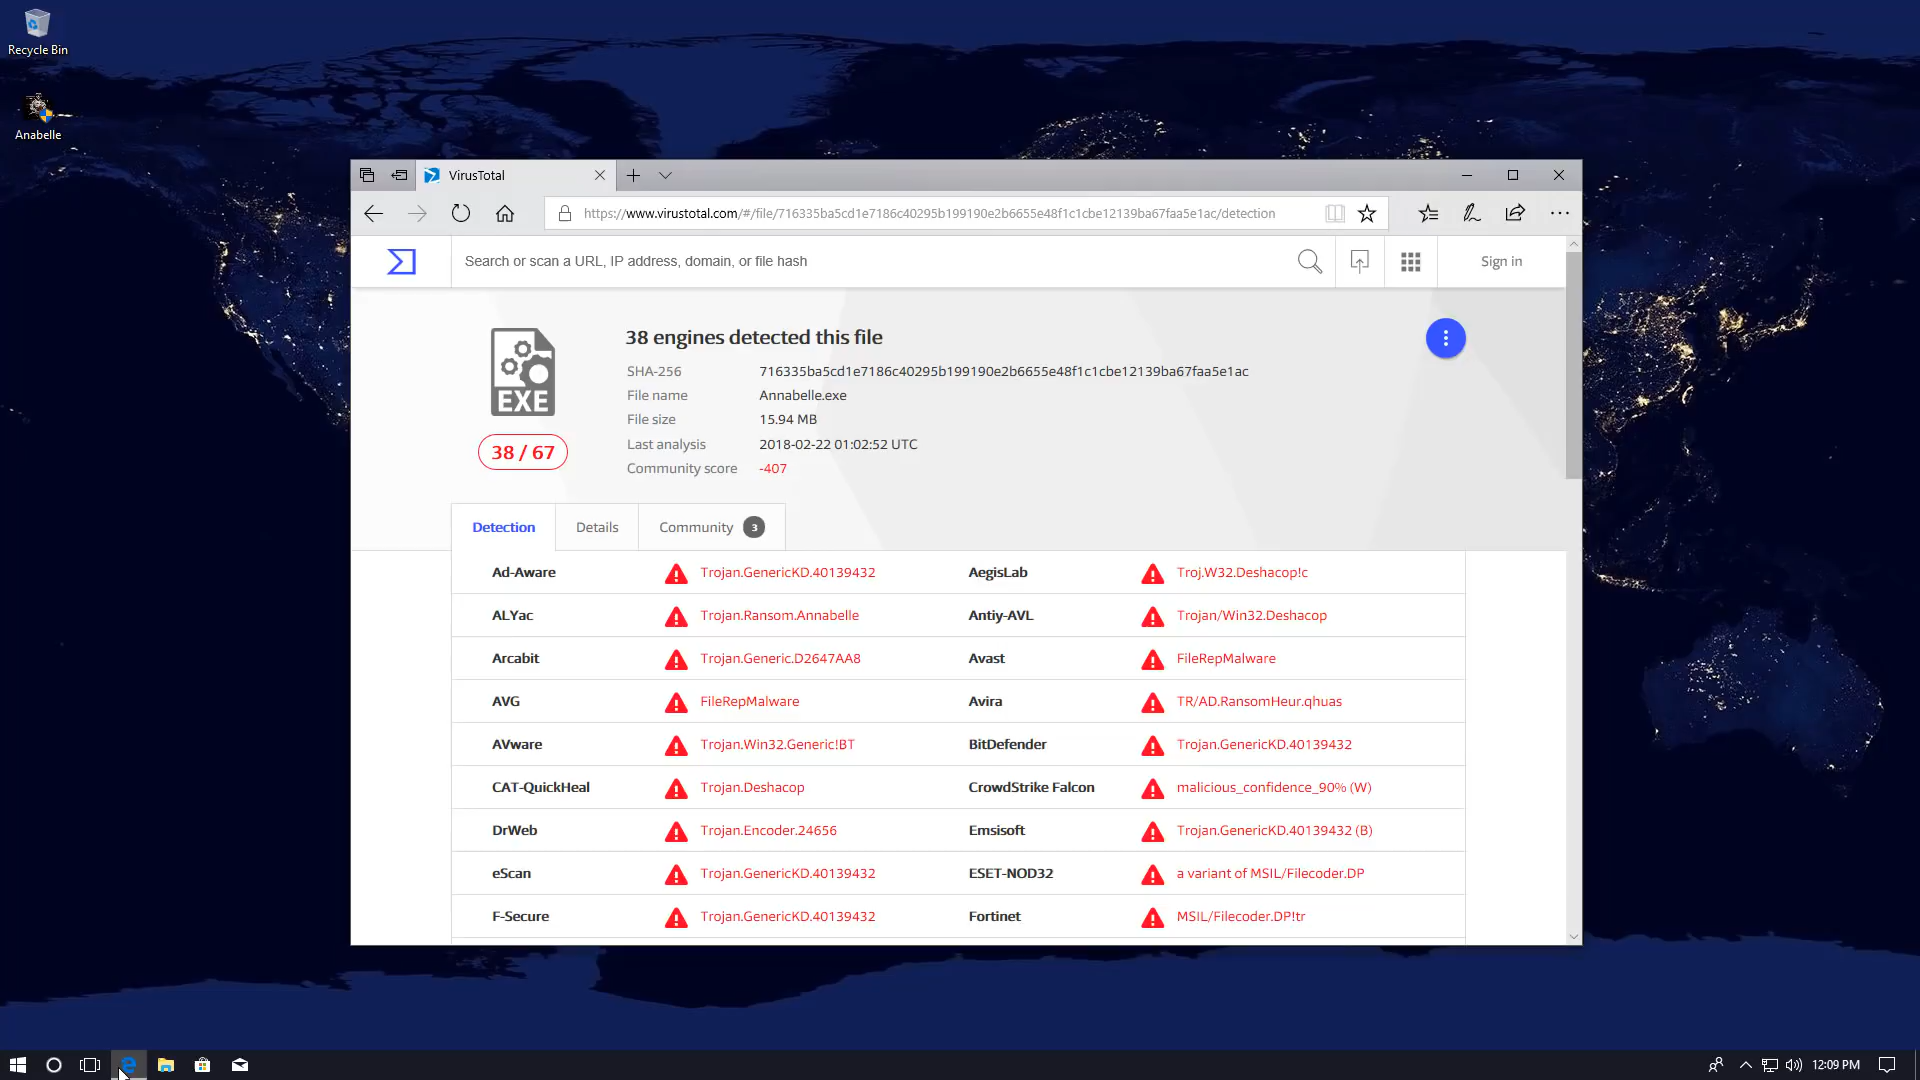 Recycle Bin
Anabelle
VirusTotal
https://www.virustotal.com/#/file/716335ba5cd1e7186c40295b199190e2b6655e48f1c1cbe12139ba67faa5e1ac/detection
Search or scan a URL, IP address, domain, or file hash
Sign in
EXE
38 / 67
38 engines detected this file
SHA-256 716335ba5cd1e7186c40295b199190e2b6655e48f1c1cbe12139ba67faa5e1ac
File name Annabelle.exe
File size 15.94 MB
Last analysis 2018-02-22 01:02:52 UTC
Community score -407
Detection Details Community 3
Ad-Aware Trojan.GenericKD.40139432 AegisLab Troj.W32.Deshacop!c
ALYac Trojan.Ransom.Annabelle Antiy-AVL Trojan/Win32.Deshacop
Arcabit Trojan.Generic.D2647AA8 Avast FileRepMalware
AVG FileRepMalware Avira TR/AD.RansomHeur.qhuas
AVware Trojan.Win32.Generic!BT BitDefender Trojan.GenericKD.40139432
CAT-QuickHeal Trojan.Deshacop CrowdStrike Falcon malicious_confidence_90% (W)
DrWeb Trojan.Encoder.24656 Emsisoft Trojan.GenericKD.40139432 (B)
eScan Trojan.GenericKD.40139432 ESET-NOD32 a variant of MSIL/Filecoder.DP
F-Secure Trojan.GenericKD.40139432 Fortinet MSIL/Filecoder.DP!tr
12:09 PM